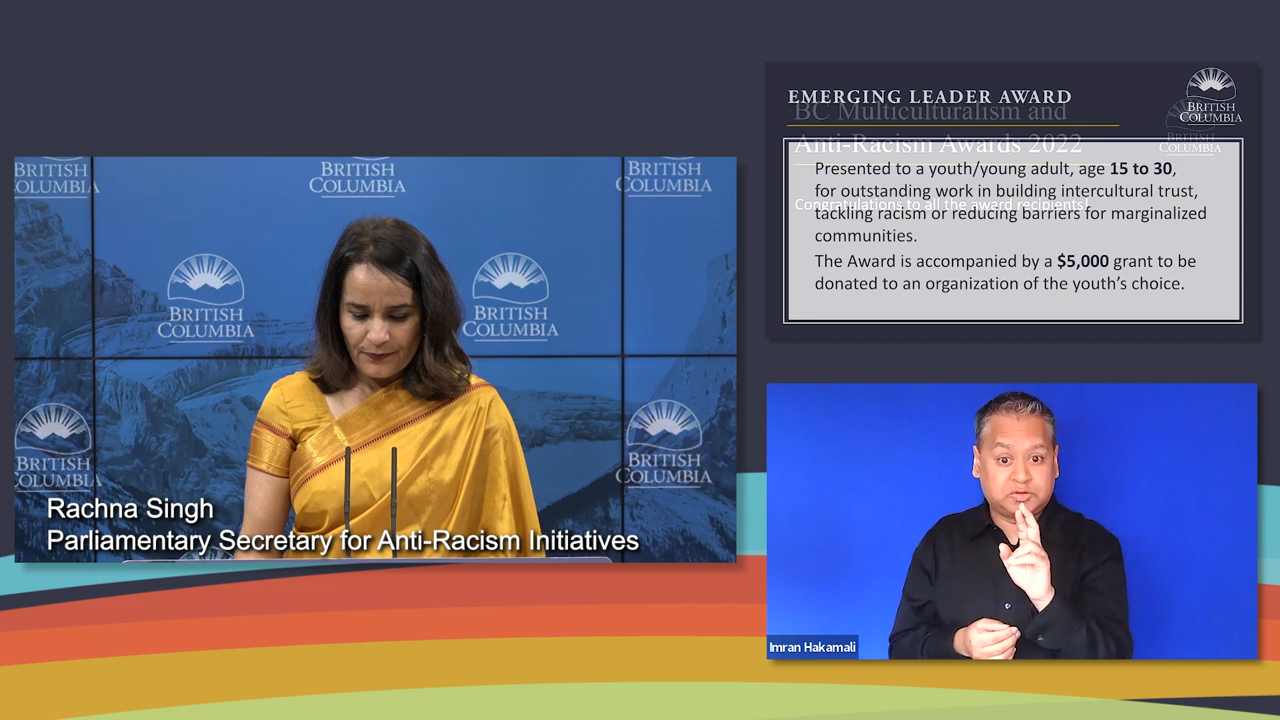 BRITISH
COLUMBIA
BRITISH
COLUMBIA
BRITISH
COLUMBIA
BRITISH
COLUMBIA
BRITISH
COLUMBIA
BRITISH
COLUMBIA
BRITISH
COLUMBIA
Rachna Singh
Parliamentary Secretary for Anti-Racism Initiatives
EMERGING LEADER AWARD
BC Multiculturalism and
Anti-Racism Awards 2022
Congratulations to all the award recipients!
BRITISH
COLUMBIA
BRITISH
COLUMBIA
Presented to a youth/young adult, age 15 to 30,
for outstanding work in building intercultural trust,
tackling racism or reducing barriers for marginalized
communities.
The Award is accompanied by a $5,000 grant to be
donated to an organization of the youth’s choice.
Imran Hakamali